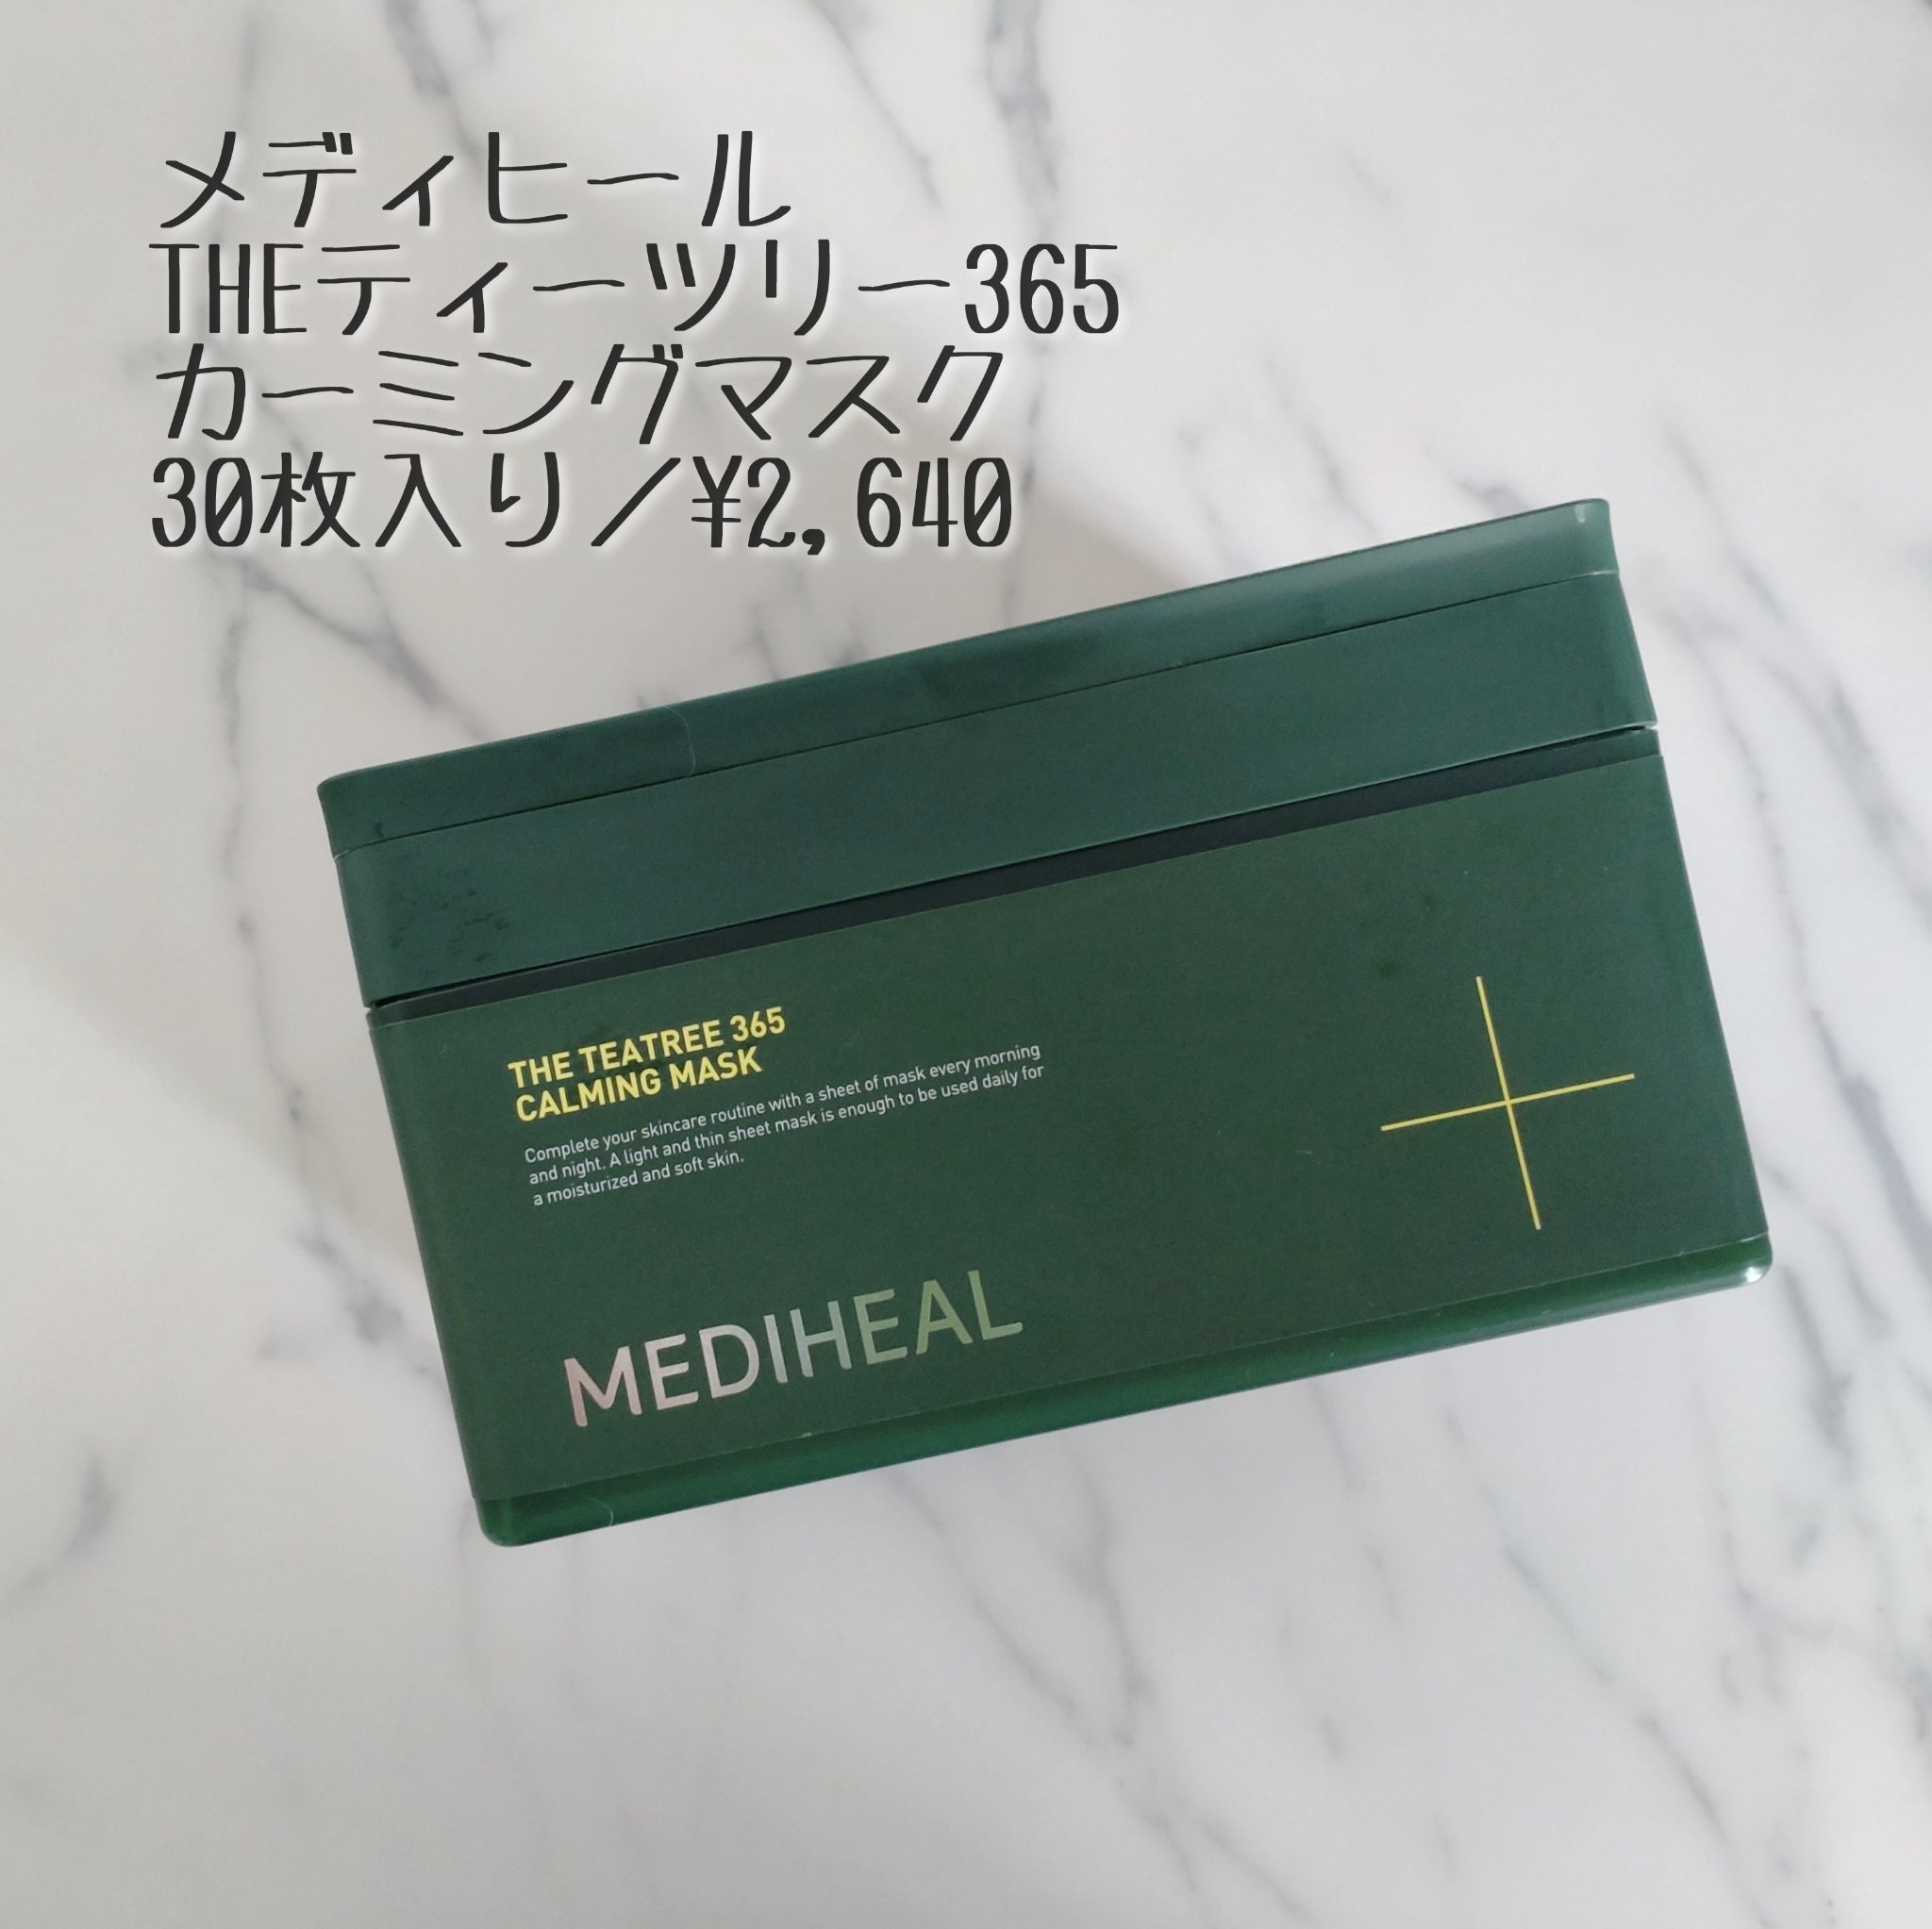 メディヒール
THEティーツリー365
カーミングマスク
30枚入り／¥2,640
THE TEATREE 365
CALMING MASK
Complete your skincare routine with a sheet of mask every morning
and night. A light and thin sheet mask is enough to be used daily for
a moisturized and soft skin.
MEDIHEAL